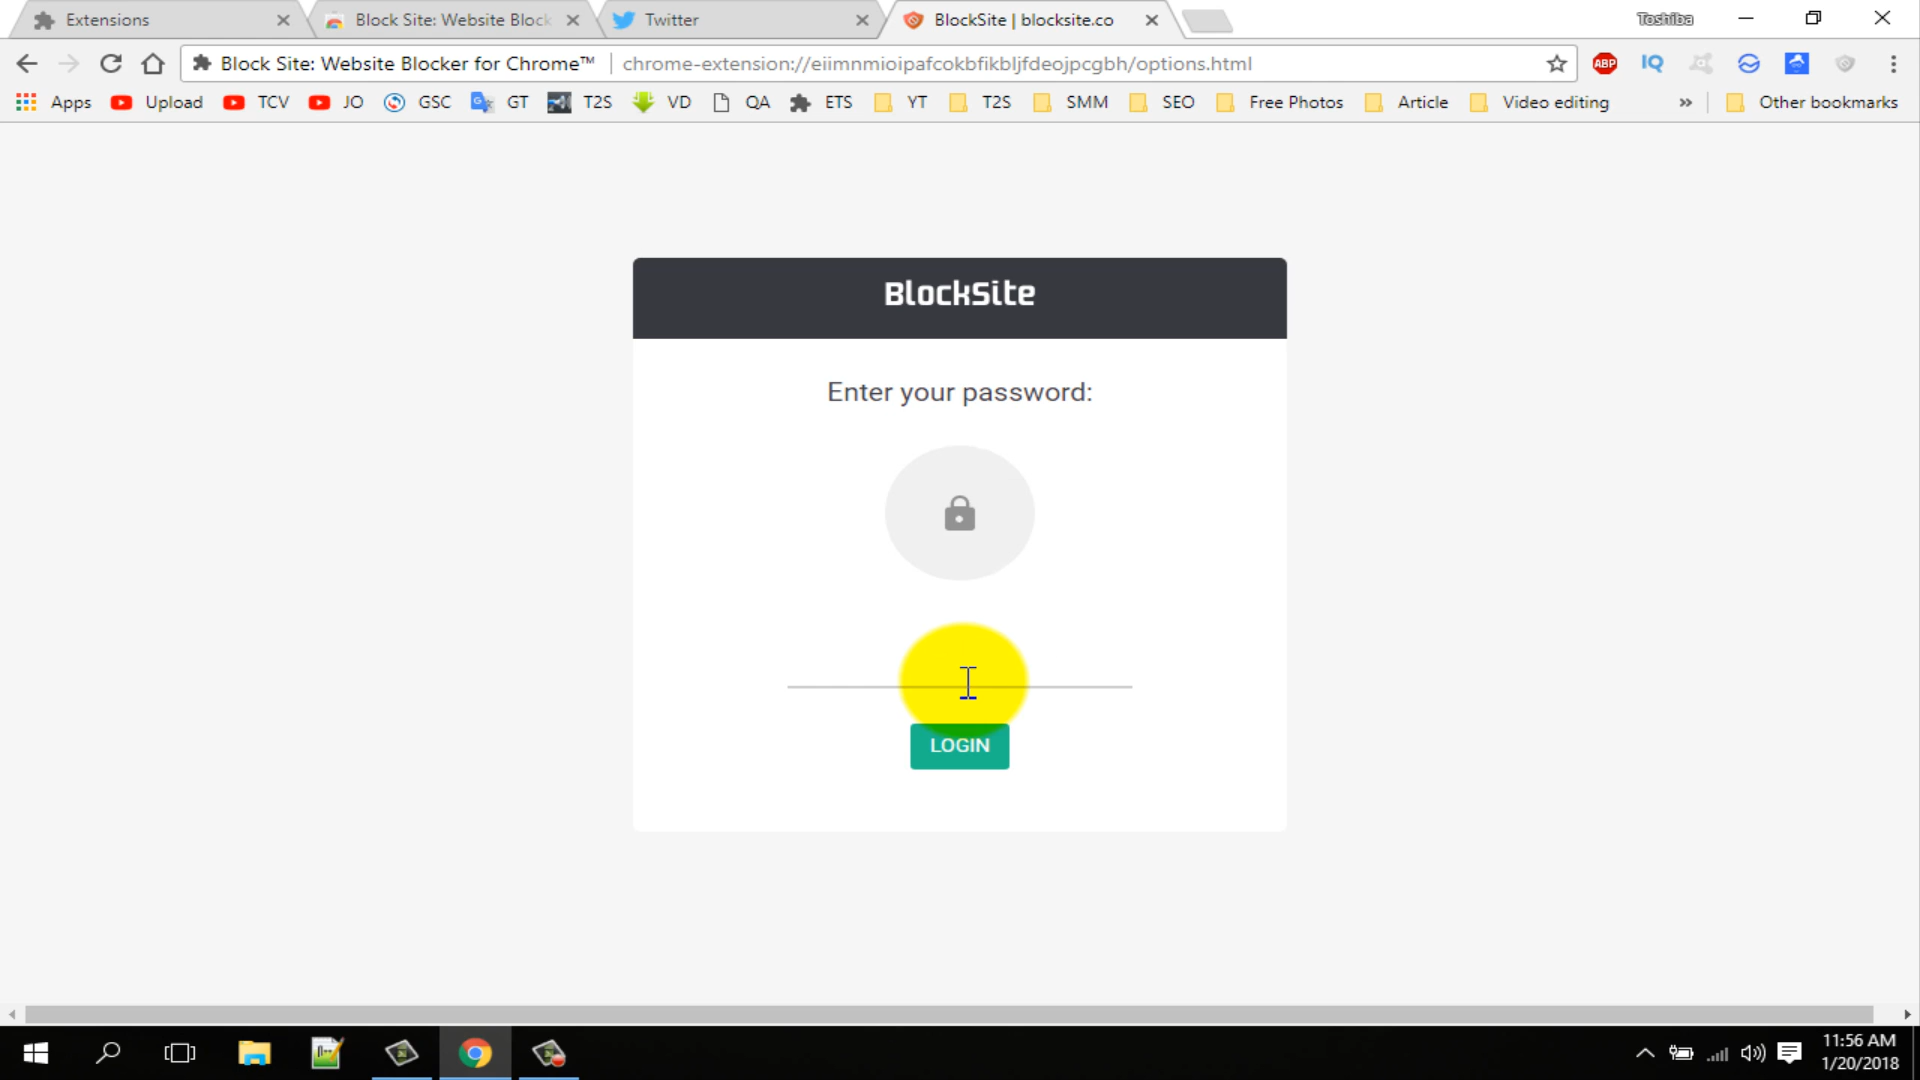 Extensions
Block Site: Website Block
Twitter
BlockSite | blocksite.co
Toshiba
Block Site: Website Blocker for Chrome™
chrome-extension://eiimnmioipafcokbfikbljfdeojpcgbh/options.html
ABP
IQ
Apps
Upload
TCV
JO
GSC
GT
T2S
VD
QA
ETS
YT
T2S
SMM
SEO
Free Photos
Article
Video editing
»
Other bookmarks
BlockSite
Enter your password:
LOGIN
11:56 AM
1/20/2018